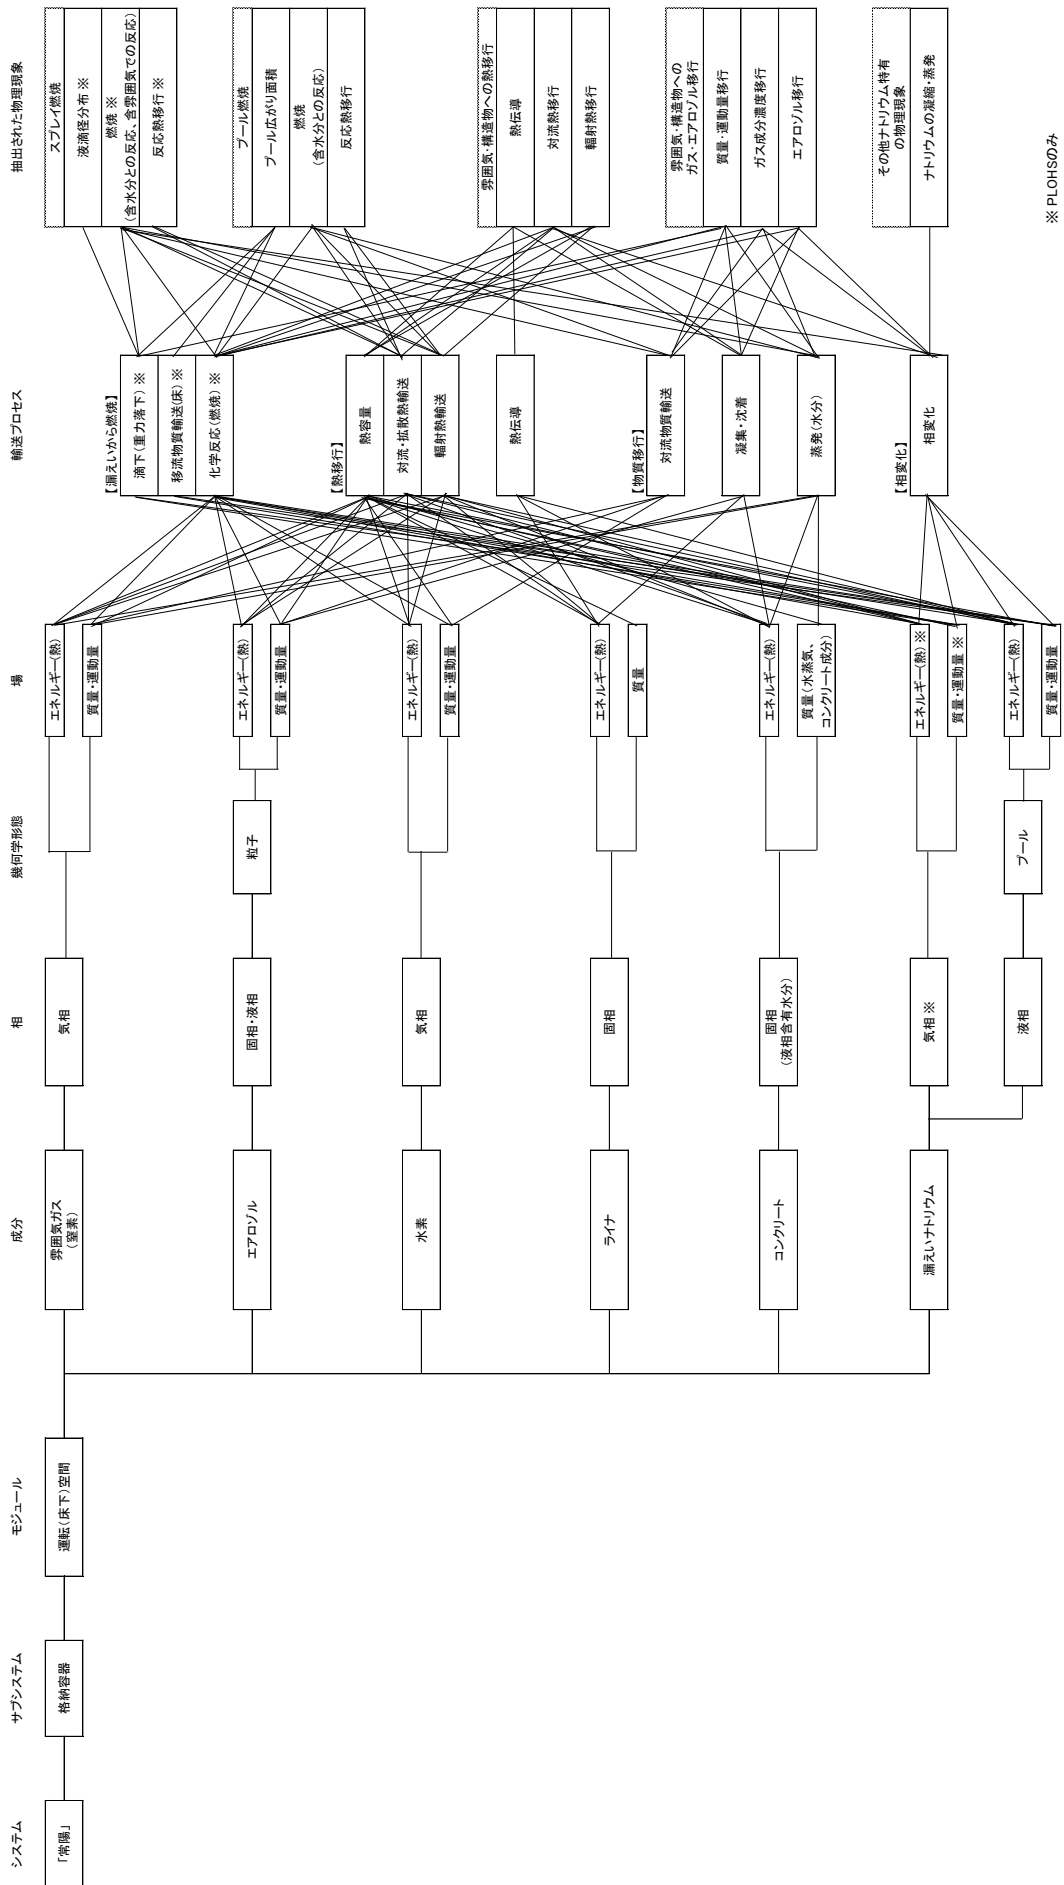 システム
サブシステム
モジュール
成分
相
幾何学形態
場
輸送プロセス
抽出された物理現象
「常陽」
格納容器
運転(床下)空間
雰囲気ガス
(窒素)
気相
エネルギー(熱)
質量・運動量
エアロゾル
固相・液相
粒子
エネルギー(熱)
質量・運動量
水素
気相
エネルギー(熱)
質量・運動量
ライナ
固相
エネルギー(熱)
質量
コンクリート
固相
(液相含有水分)
エネルギー(熱)
質量(水蒸気、
コンクリート成分)
漏えいナトリウム
気相 ※
エネルギー(熱) ※
質量・運動量 ※
液相
プール
エネルギー(熱)
質量・運動量
【漏えいから燃焼】
滴下(重力落下) ※
移流物質輸送(床) ※
化学反応(燃焼) ※
【熱移行】
熱容量
対流・拡散熱輸送
輻射熱輸送
熱伝導
【物質移行】
対流物質輸送
凝集・沈着
蒸発(水分)
【相変化】
相変化
スプレイ燃焼
液滴径分布 ※
燃焼 ※
(含水分との反応、含雰囲気での反応)
反応熱移行 ※
プール燃焼
プール広がり面積
燃焼
(含水分との反応)
反応熱移行
雰囲気・構造物への熱移行
熱伝導
対流熱移行
輻射熱移行
雰囲気・構造物への
ガス・エアロゾル移行
質量・運動量移行
ガス成分濃度移行
エアロゾル移行
その他ナトリウム特有
の物理現象
ナトリウムの凝縮・蒸発
※ PLOHSのみ